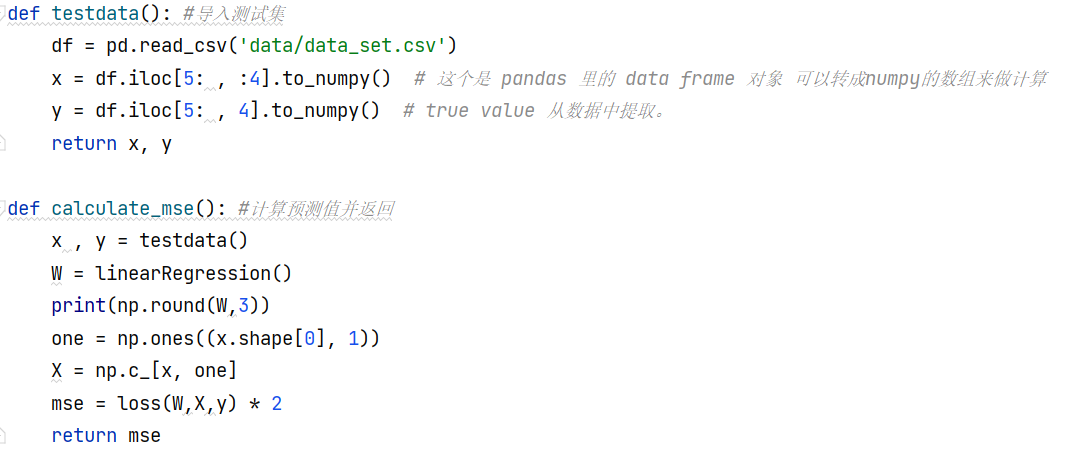 def testdata(): #导入测试集
    df = pd.read_csv('data/data_set.csv')
    x = df.iloc[5: , :4].to_numpy()  # 这个是 pandas 里的 data frame 对象 可以转成numpy的数组来做计算
    y = df.iloc[5: , 4].to_numpy()  # true value 从数据中提取。
    return x, y
def calculate_mse(): #计算预测值并返回
    x , y = testdata()
    W = linearRegression()
    print(np.round(W,3))
    one = np.ones((x.shape[0], 1))
    X = np.c_[x, one]
    mse = loss(W,X,y) * 2
    return mse